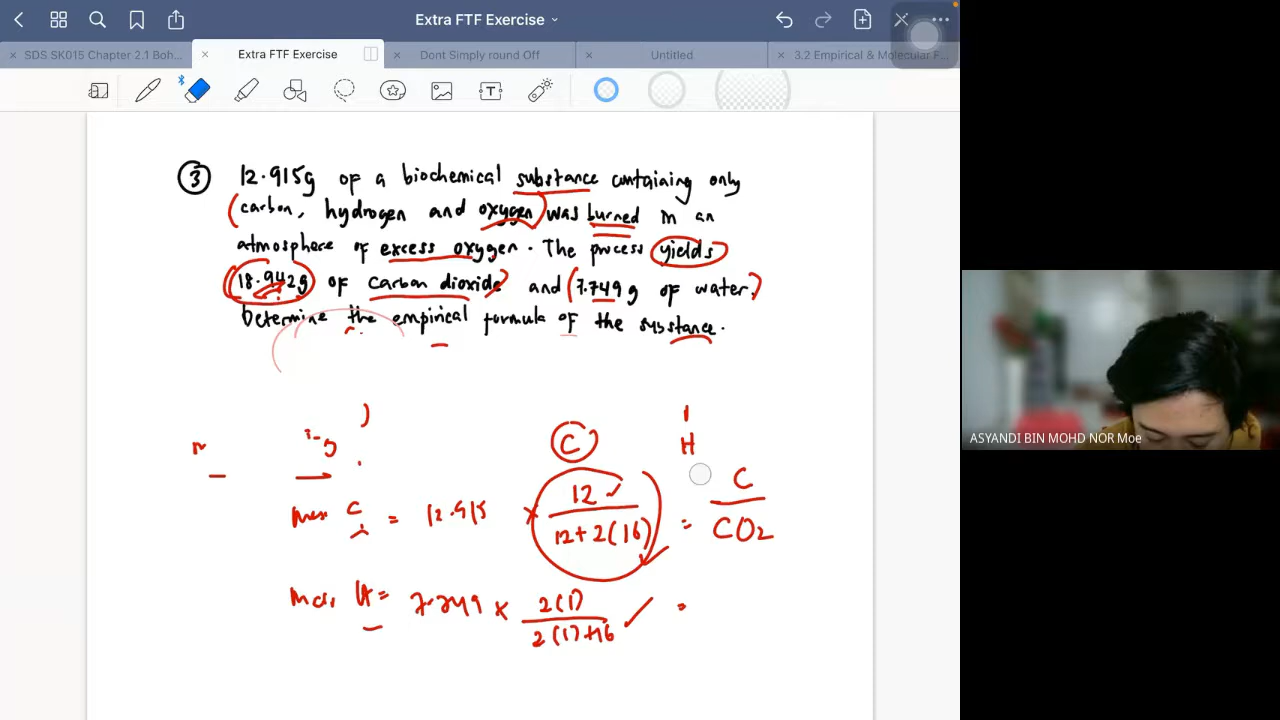 Extra FTF Exercise
SDS SK015 Chapter 2.1 Boh...
Extra FTF Exercise
Dont Simply round Off
Untitled
3.2 Empirical & Molecular F...
③ 12.915g of a biochemical substance containing only
(carbon, hydrogen and oxygen) was burned in an
atmosphere of excess oxygen. The process yields
(18.942g of carbon dioxide) and (7.749g of water.)
Determine the empirical formula of the substance.
C H
mass C = 12.915 × 12 / 12+2(16) = C / CO2
mass H = 7.749 × 2(1) / 2(1)+16 =
ASYANDI BIN MOHD NOR Moe